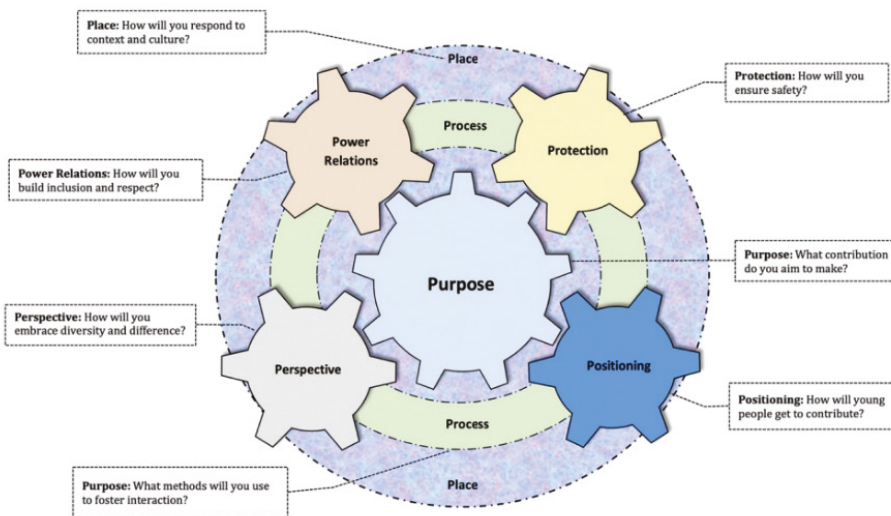 Place: How will you respond to
context and culture?
Place
Protection: How will you
ensure safety?
Process
Power
Relations
Protection
Power Relations: How will you
build inclusion and respect?
Purpose: What contribution
do you aim to make?
Purpose
Perspective: How will you
embrace diversity and difference?
Perspective
Positioning
Positioning: How will young
people get to contribute?
Process
Purpose: What methods will you use
to foster interaction?
Place